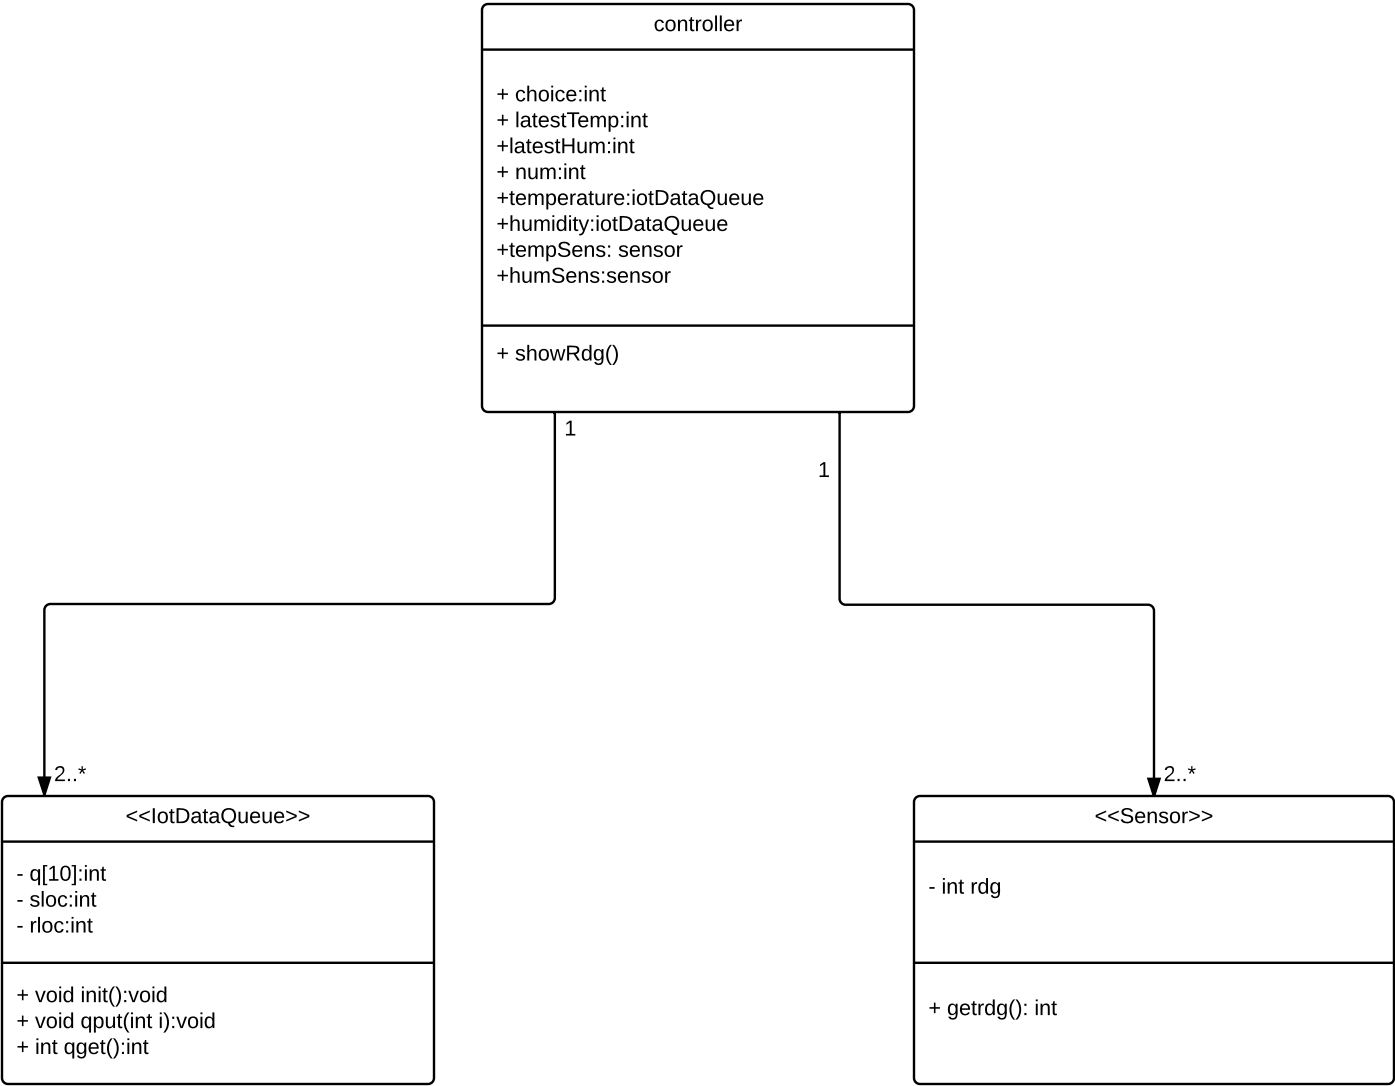 controller
+ choice:int
+ latestTemp:int
+latestHum:int
+ num:int
+temperature:iotDataQueue
+humidity:iotDataQueue
+tempSens: sensor
+humSens:sensor
+ showRdg()
1
1
2..*
2..*
<<IotDataQueue>>
- q[10]:int
- sloc:int
- rloc:int
+ void init():void
+ void qput(int i):void
+ int qget():int
<<Sensor>>
- int rdg
+ getrdg(): int